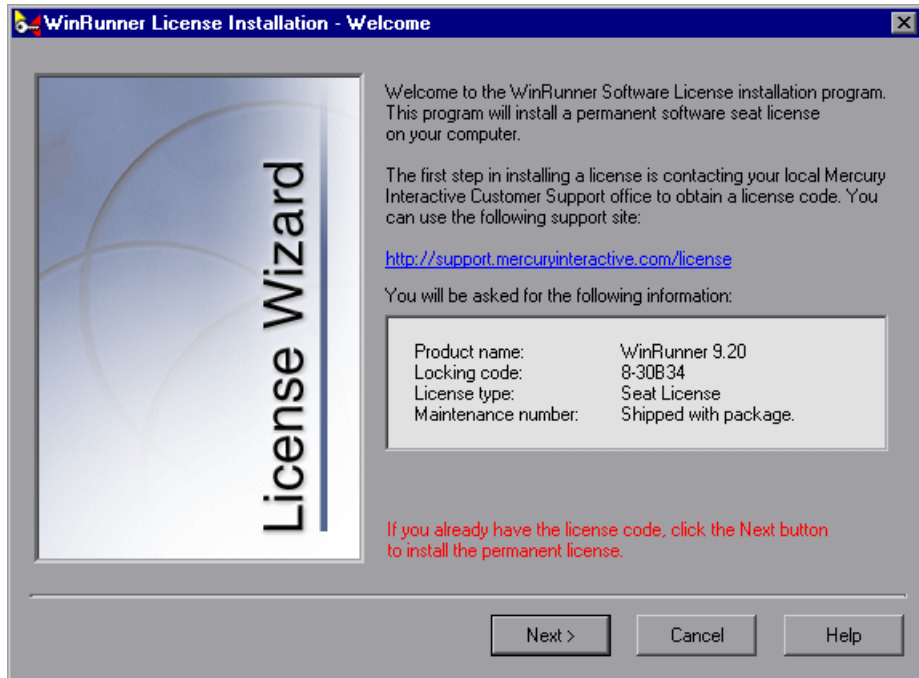 WinRunner License Installation - Welcome
License Wizard
Welcome to the WinRunner Software License installation program.
This program will install a permanent software seat license
on your computer.
The first step in installing a license is contacting your local Mercury
Interactive Customer Support office to obtain a license code. You
can use the following support site:
http://support.mercuryinteractive.com/license
You will be asked for the following information:
Product name: WinRunner 9.20
Locking code: 8-30B34
License type: Seat License
Maintenance number: Shipped with package.
If you already have the license code, click the Next button
to install the permanent license.
Next > Cancel Help